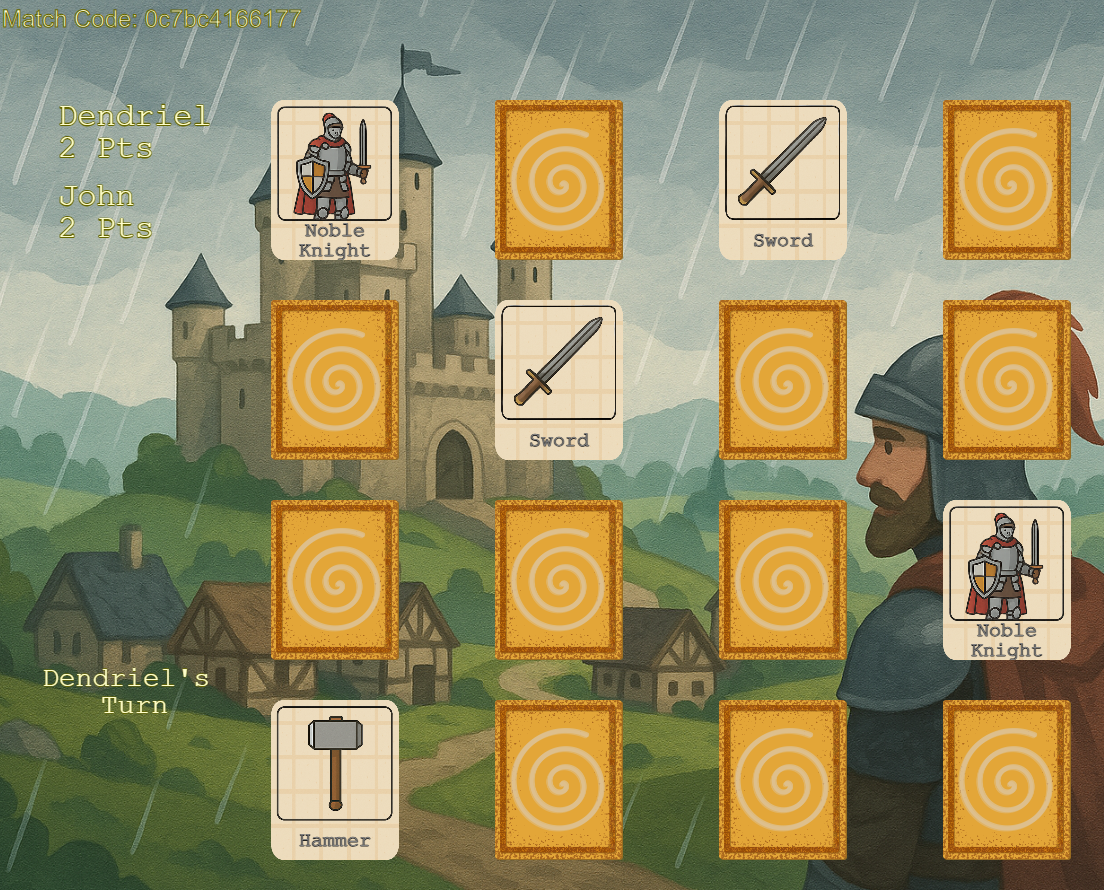 Match Code: 0c7bc4166177
Dendriel
2 Pts
John
2 Pts
Noble
Knight
Sword
Sword
Noble
Knight
Dendriel's
Turn
Hammer